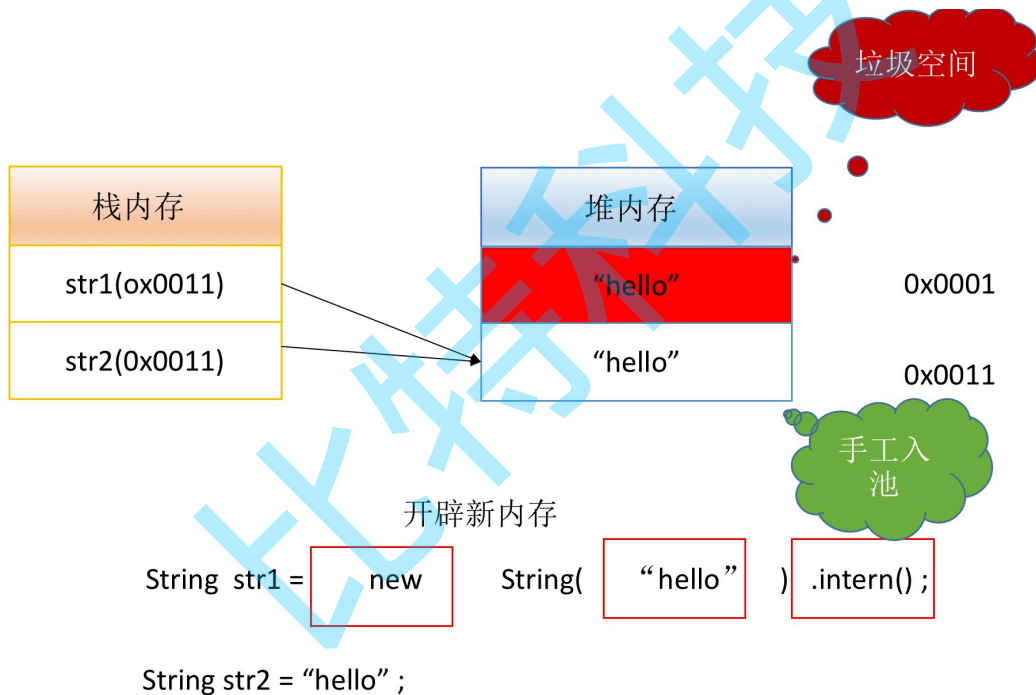 垃圾空间
栈内存
堆内存
str1(ox0011)
“hello”
0x0001
str2(0x0011)
“hello”
0x0011
手工入
池
开辟新内存
String str1 = new String( “hello” ) .intern() ;
String str2 = “hello” ;
比特科技